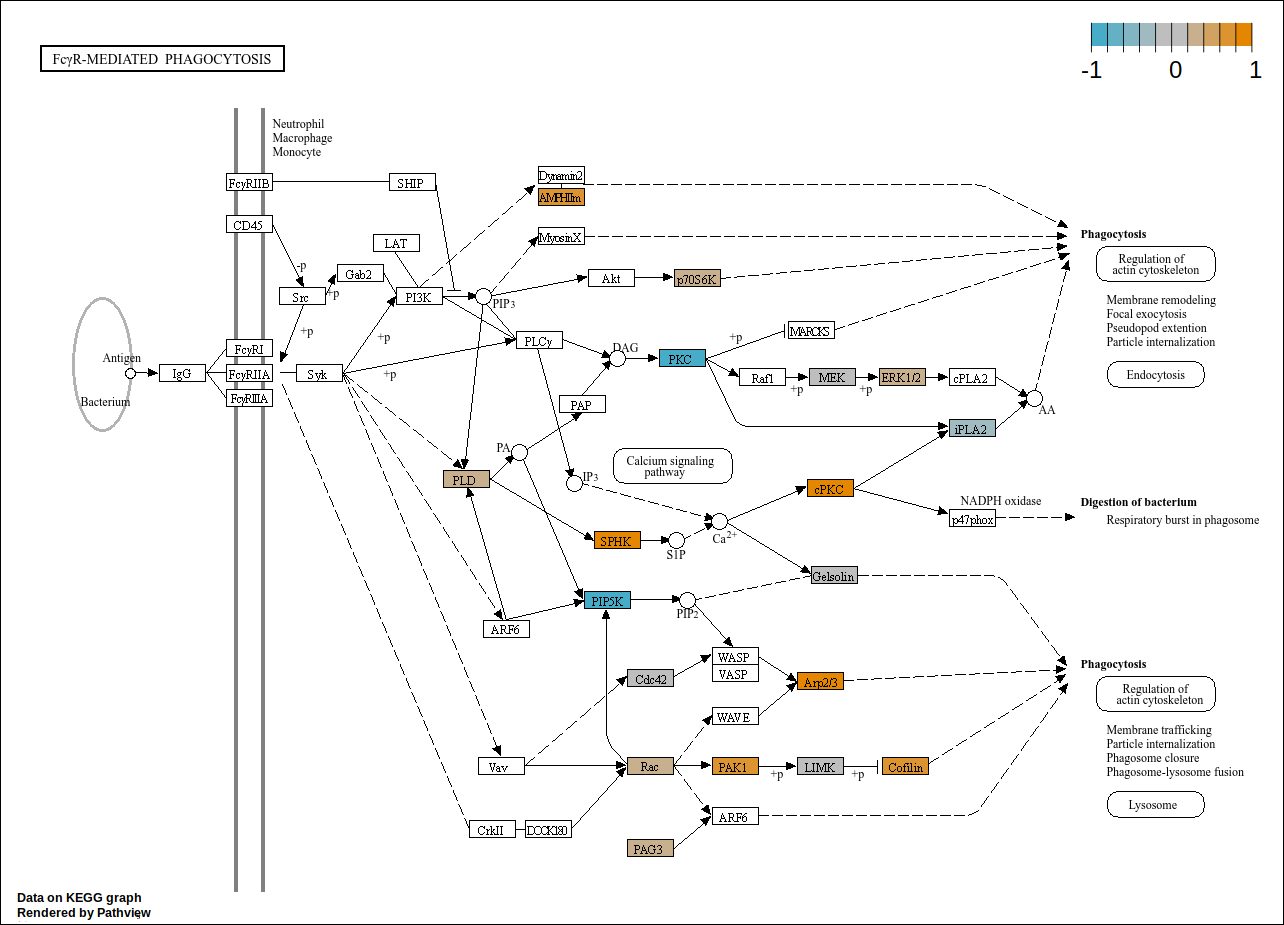 FcγR-MEDIATED PHAGOCYTOSIS
-1 0 1
Neutrophil
Macrophage
Monocyte
FcγRIIB
SHIP
Dynamin2
AMPHIIm
CD45
LAT
MyosinX
Phagocytosis
-p
Gab2
Akt
p70S6K
Regulation of
actin cytoskeleton
Src
+p
PI3K
PIP3
Membrane remodeling
Focal exocytosis
Pseudopod extention
Particle internalization
+p
+p
PLCγ
DAG
+p
MARCKS
Antigen
FcγRI
IgG
FcγRIIA
Syk
+p
PKC
Raf1
MEK
ERK1/2
cPLA2
Endocytosis
+p
+p
FcγRIIIA
Bacterium
PAP
AA
iPLA2
PA
Calcium signaling
pathway
PLD
IP3
cPKC
NADPH oxidase
Digestion of bacterium
p47phox
Respiratory burst in phagosome
SPHK
S1P
Ca2+
Gelsolin
PIP5K
PIP2
ARF6
WASP
VASP
Phagocytosis
Cdc42
Arp2/3
Regulation of
actin cytoskeleton
WAVE
Membrane trafficking
Particle internalization
Phagosome closure
Phagosome-lysosome fusion
Vav
Rac
PAK1
+p
LIMK
+p
Cofilin
Lysosome
ARF6
CrkII
DOCK180
PAG3
Data on KEGG graph
Rendered by Pathview